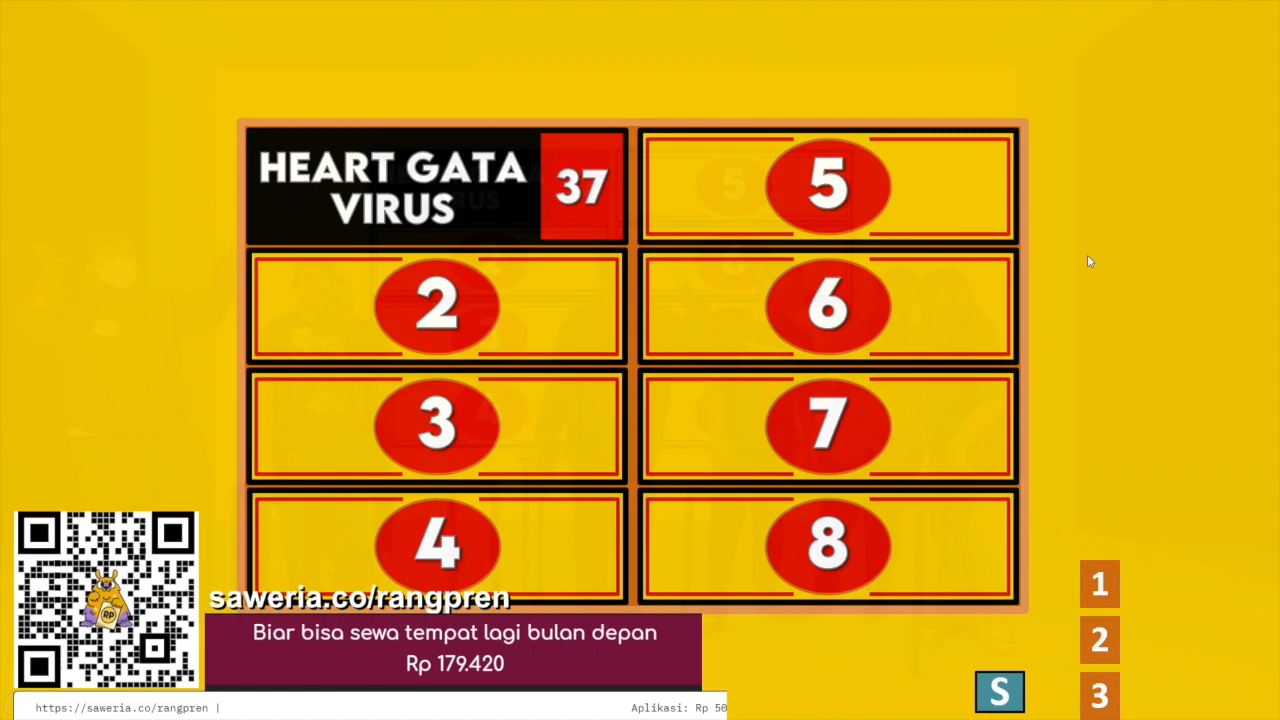 HEART GATA
VIRUS
37
5
2
6
3
7
4
8
saweria.co/rangpren
Biar bisa sewa tempat lagi bulan depan
Rp 179.420
RP
https://saweria.co/rangpren |
Aplikasi: Rp 50
S
1
2
3